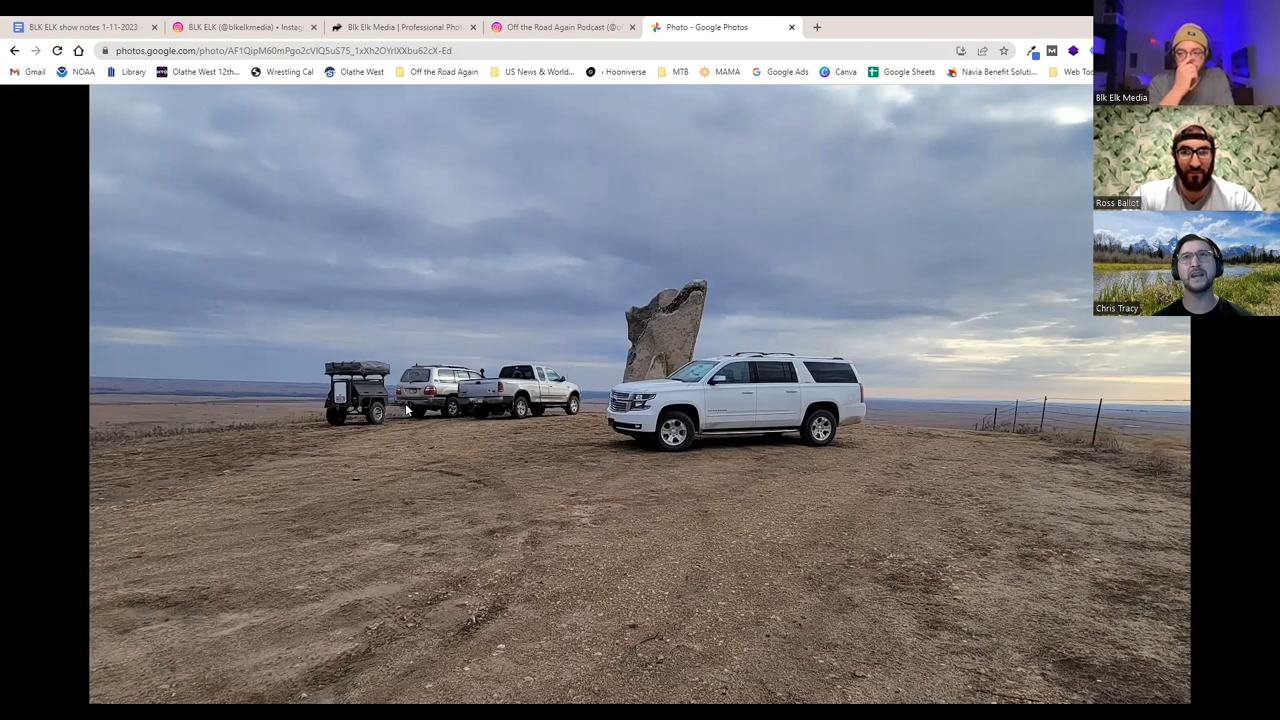 BLK ELK show notes 1-11-2023 -
BLK ELK (@blkelkmedia) • Instag
Blk Elk Media | Professional Phot
Off the Road Again Podcast (@of
Photo - Google Photos
photos.google.com/photo/
Gmail
NOAA
Library
Olathe West 12th...
Wrestling Cal
Olathe West
Off the Road Again
US News & World...
Hooniverse
MTB
MAMA
Google Ads
Canva
Google Sheets
Navia Benefit Soluti...
Web Too
Blk Elk Media
Ross Ballot
Chris Tracy